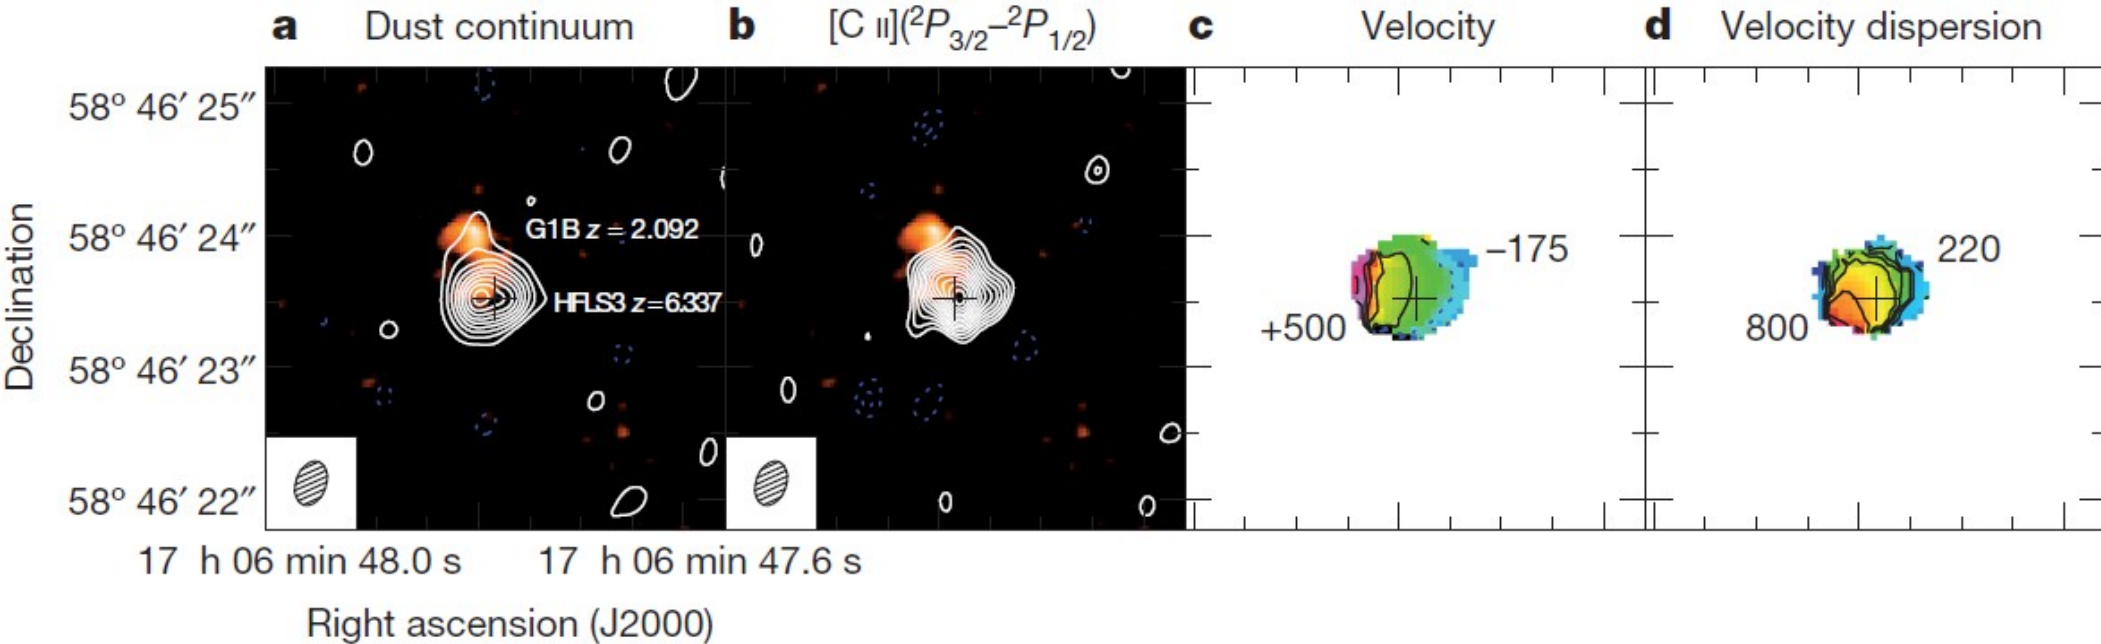 a Dust continuum b [C II](²P₃/₂–²P₁/₂) c Velocity d Velocity dispersion
58° 46′ 25″
58° 46′ 24″
58° 46′ 23″
58° 46′ 22″
Declination
G1B z = 2.092
HFLS3 z=6.337
–175
+500
220
800
17 h 06 min 48.0 s 17 h 06 min 47.6 s
Right ascension (J2000)